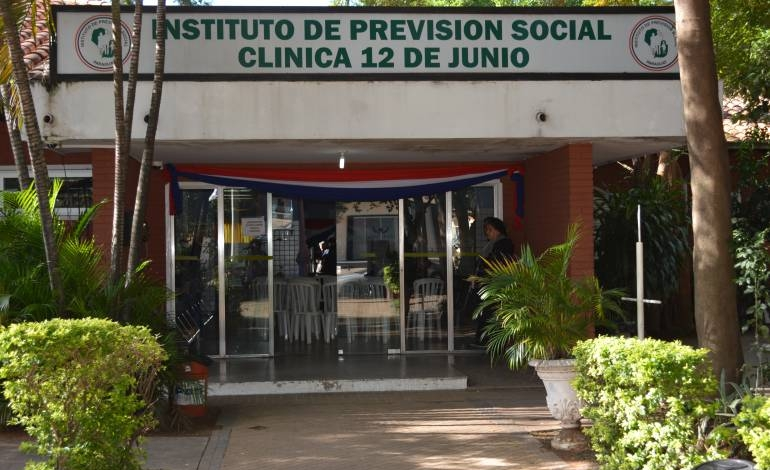 INSTITUTO DE PREVISION SOCIAL
CLINICA 12 DE JUNIO